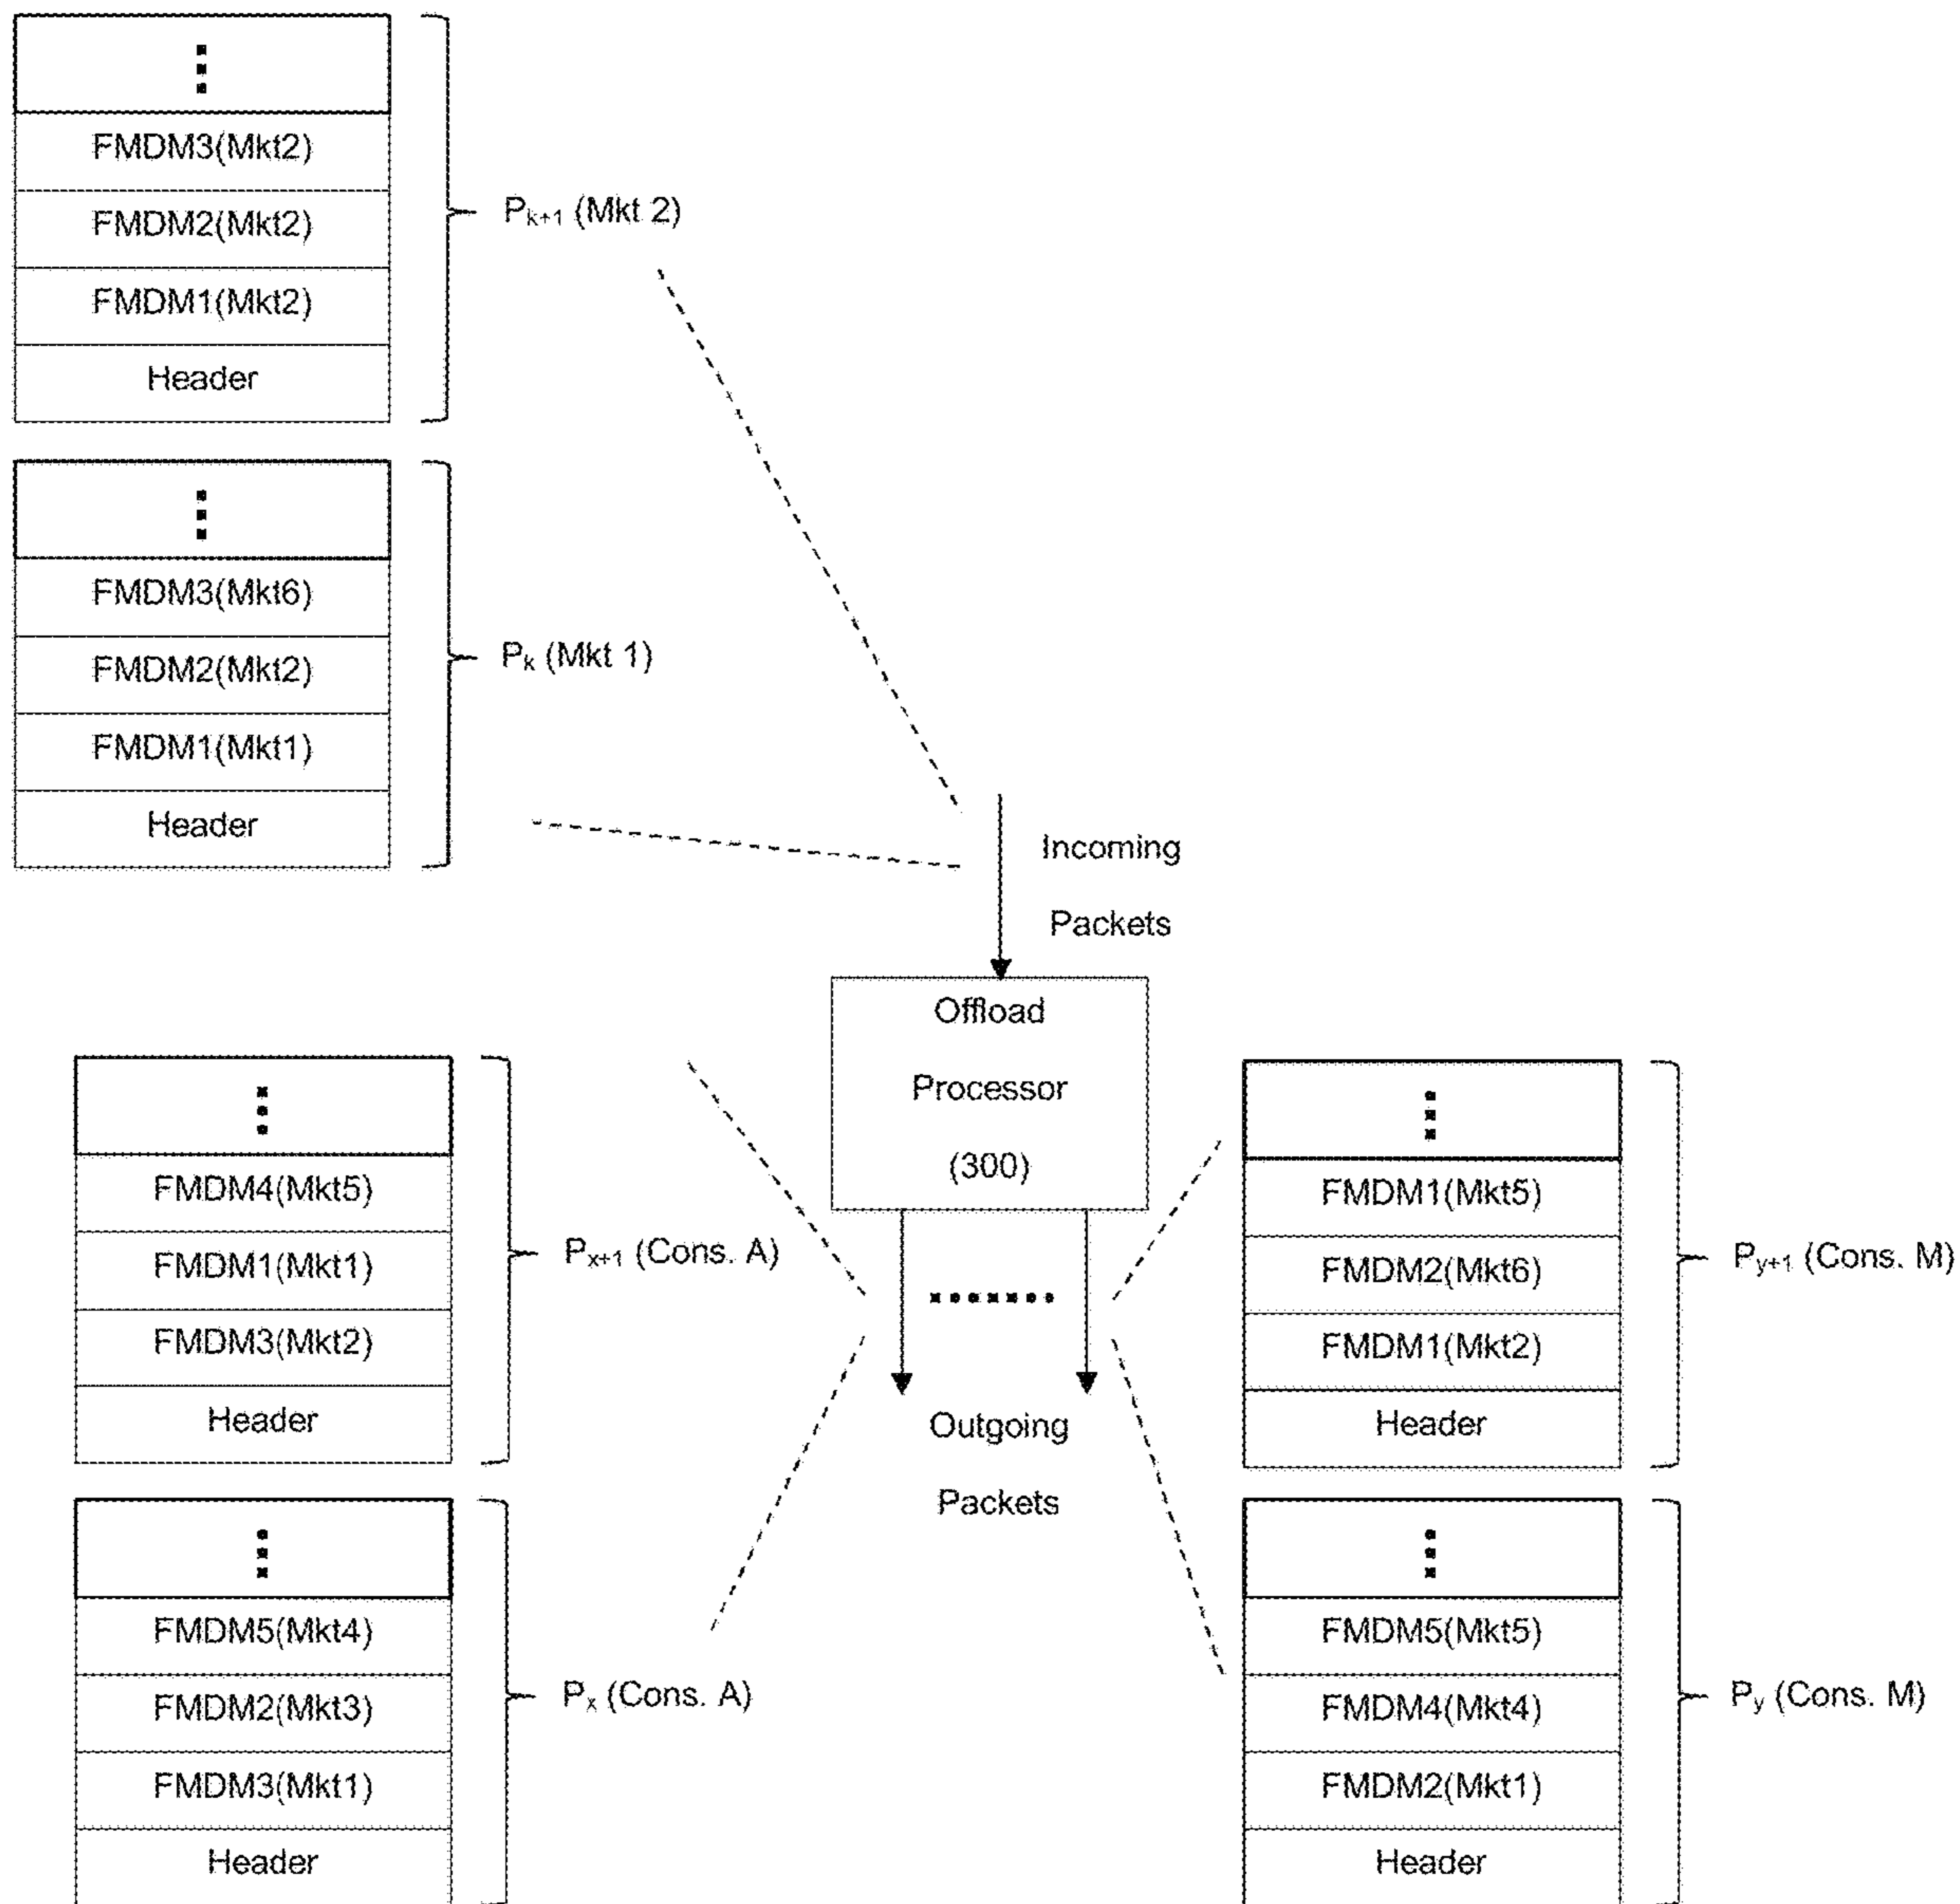 FMDM3(Mkt2)
FMDM2(Mkt2)
FMDM1(Mkt2)
Header
Pk+1 (Mkt 2)
FMDM3(Mkt6)
FMDM2(Mkt2)
FMDM1(Mkt1)
Header
Pk (Mkt 1)
Incoming
Packets
Offload
Processor
(300)
FMDM4(Mkt5)
FMDM1(Mkt1)
FMDM3(Mkt2)
Header
Px+1 (Cons. A)
FMDM1(Mkt5)
FMDM2(Mkt6)
FMDM1(Mkt2)
Header
Py+1 (Cons. M)
Outgoing
Packets
FMDM5(Mkt4)
FMDM2(Mkt3)
FMDM3(Mkt1)
Header
Px (Cons. A)
FMDM5(Mkt5)
FMDM4(Mkt4)
FMDM2(Mkt1)
Header
Py (Cons. M)